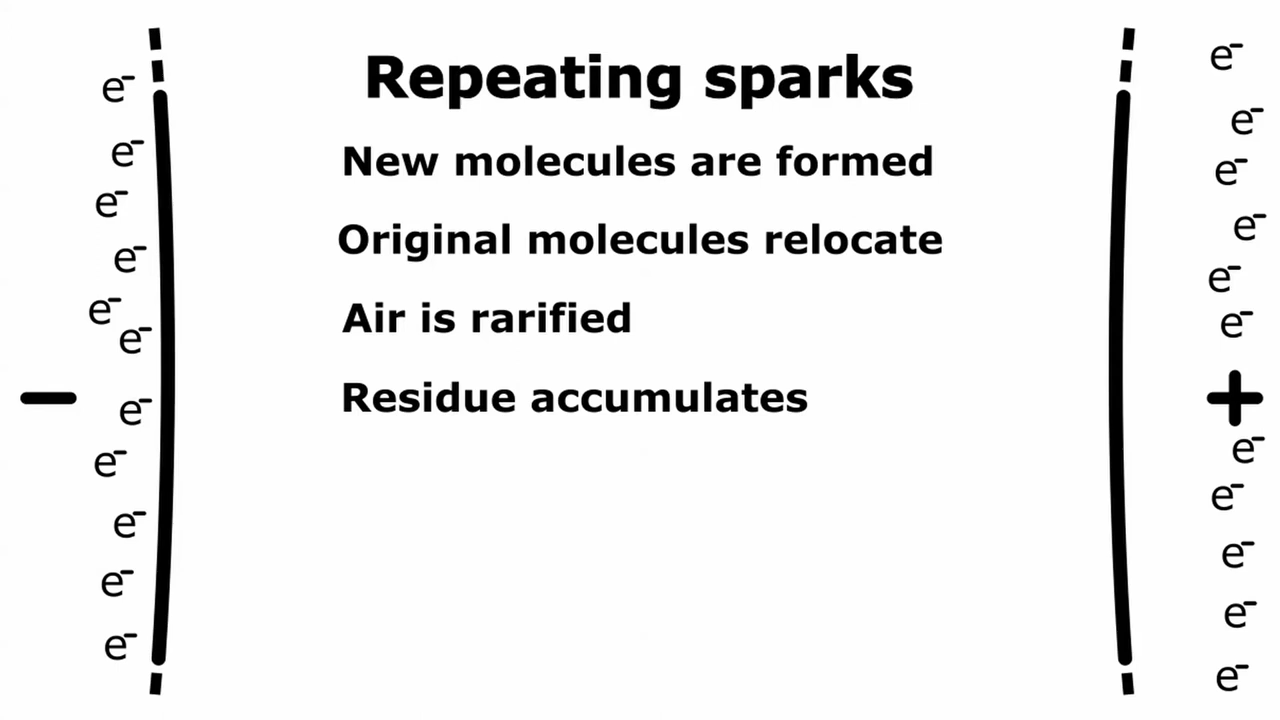 Repeating sparks
New molecules are formed
Original molecules relocate
Air is rarified
Residue accumulates
e-
e-
e-
e-
e-
e-
e-
e-
e-
e-
e-
−
e-
e-
e-
e-
e-
e-
+
e-
e-
e-
e-
e-